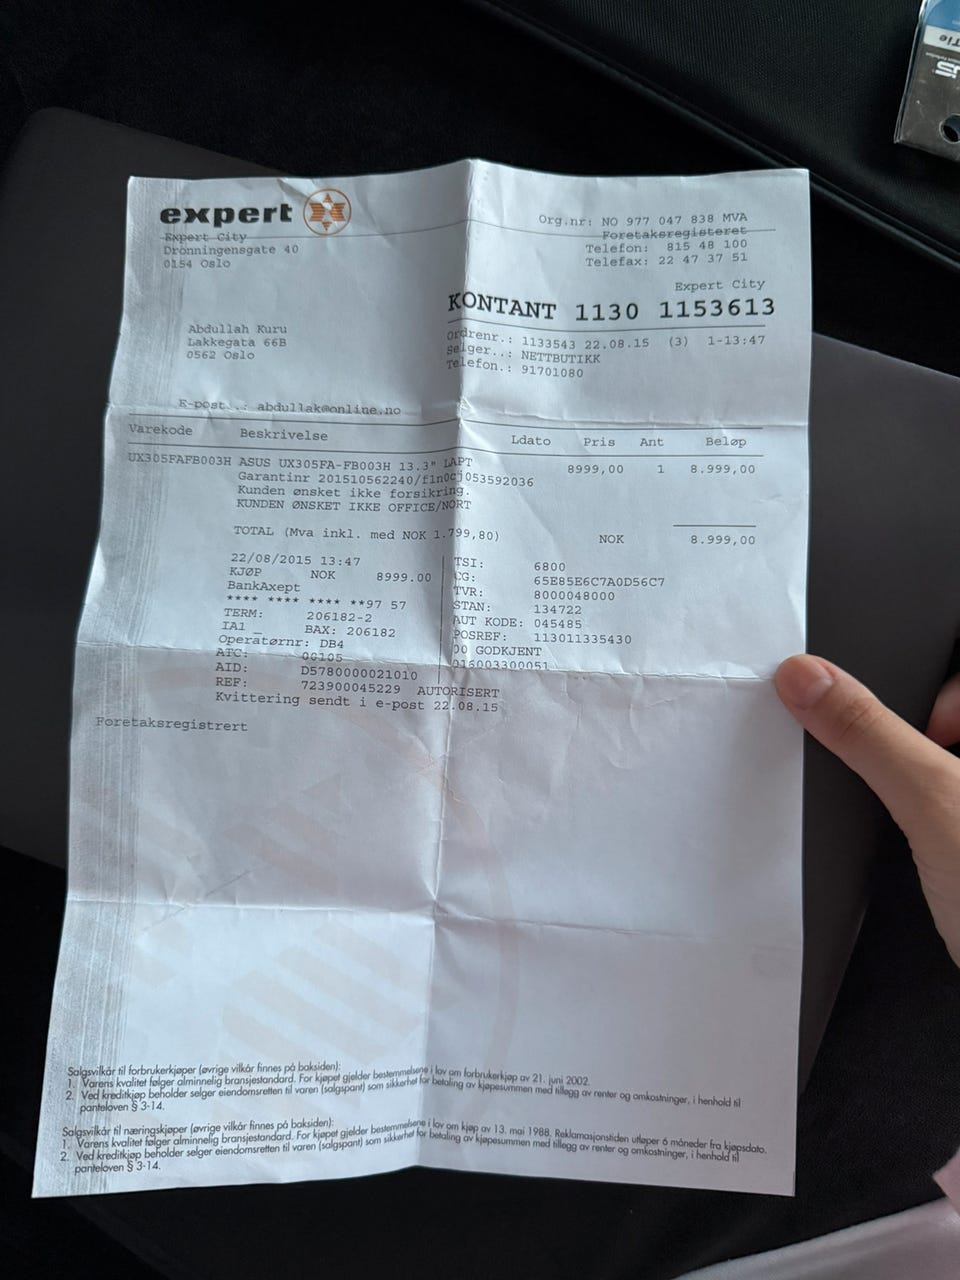 expert
Expert City
Dronningensgate 40
0154 Oslo
Org.nr: NO 977 047 838 MVA
Foretaksregisteret
Telefon: 815 48 100
Telefax: 22 47 37 51
Expert City
KONTANT 1130 1153613
Abdullah Kuru
Lakkegata 66B
0562 Oslo
Ordrenr.: 1133543 22.08.15 (3) 1-13:47
Selger..: NETTBUTIKK
Telefon.: 91701080
E-post..: abdullak@online.no
Varekode Beskrivelse Ldato Pris Ant Beløp
UX305FAFB003H ASUS UX305FA-FB003H 13.3" LAPT 8999,00 1 8.999,00
Garantinr 201510562240/f1n0cj053592036
Kunden ønsket ikke forsikring.
KUNDEN ØNSKET IKKE OFFICE/NORT
TOTAL (Mva inkl. med NOK 1.799,80) NOK 8.999,00
22/08/2015 13:47
KJØP NOK 8999.00
BankAxept
**** **** **** **97 57
TERM: 206182-2
IA1_ BAX: 206182
Operatørnr: DB4
ATC: 00105
AID: D5780000021010
REF: 723900045229 AUTORISERT
Kvittering sendt i e-post 22.08.15
TSI: 6800
CG: 65E85E6C7A0D56C7
TVR: 8000048000
STAN: 134722
AUT KODE: 045485
POSREF: 113011335430
00 GODKJENT
016003300051
Foretaksregistrert
Salgsvilkår til forbrukerkjøper (øvrige vilkår finnes på baksiden):
1. Varens kvalitet følger alminnelig bransjestandard. For kjøpet gjelder bestemmelsene i lov om forbrukerkjøp av 21. juni 2002.
2. Ved kredittkjøp beholder selger eiendomsretten til varen (salgspant) som sikkerhet for betaling av kjøpesummen med tillegg av renter og omkostninger, i henhold til
panteloven § 3-14.
Salgsvilkår til næringskjøper (øvrige vilkår finnes på baksiden):
1. Varens kvalitet følger alminnelig bransjestandard. For kjøpet gjelder bestemmelsene i lov om kjøp av 13. mai 1988. Reklamasjonstiden utløper 6 måneder fra kjøpsdato.
2. Ved kredittkjøp beholder selger eiendomsretten til varen (salgspant) som sikkerhet for betaling av kjøpesummen med tillegg av renter og omkostninger, i henhold til
panteloven § 3-14.